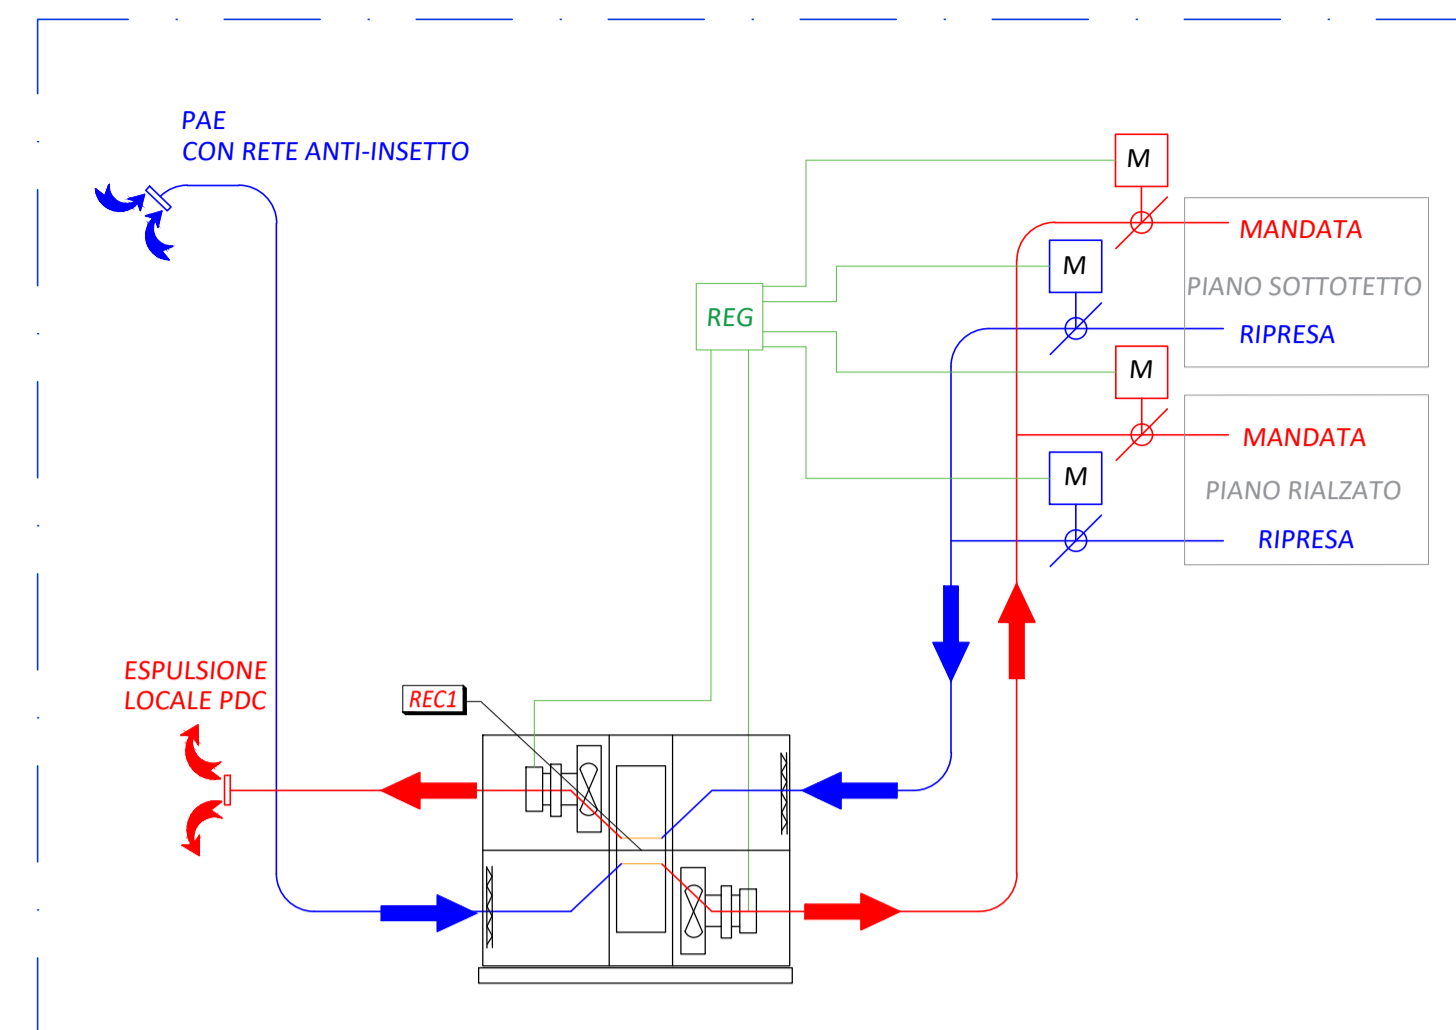 PAE
CON RETE ANTI-INSETTO
M
MANDATA
M
PIANO SOTTOTETTO
REG
RIPRESA
M
MANDATA
M
PIANO RIALZATO
RIPRESA
ESPULSIONE
LOCALE PDC
REC1